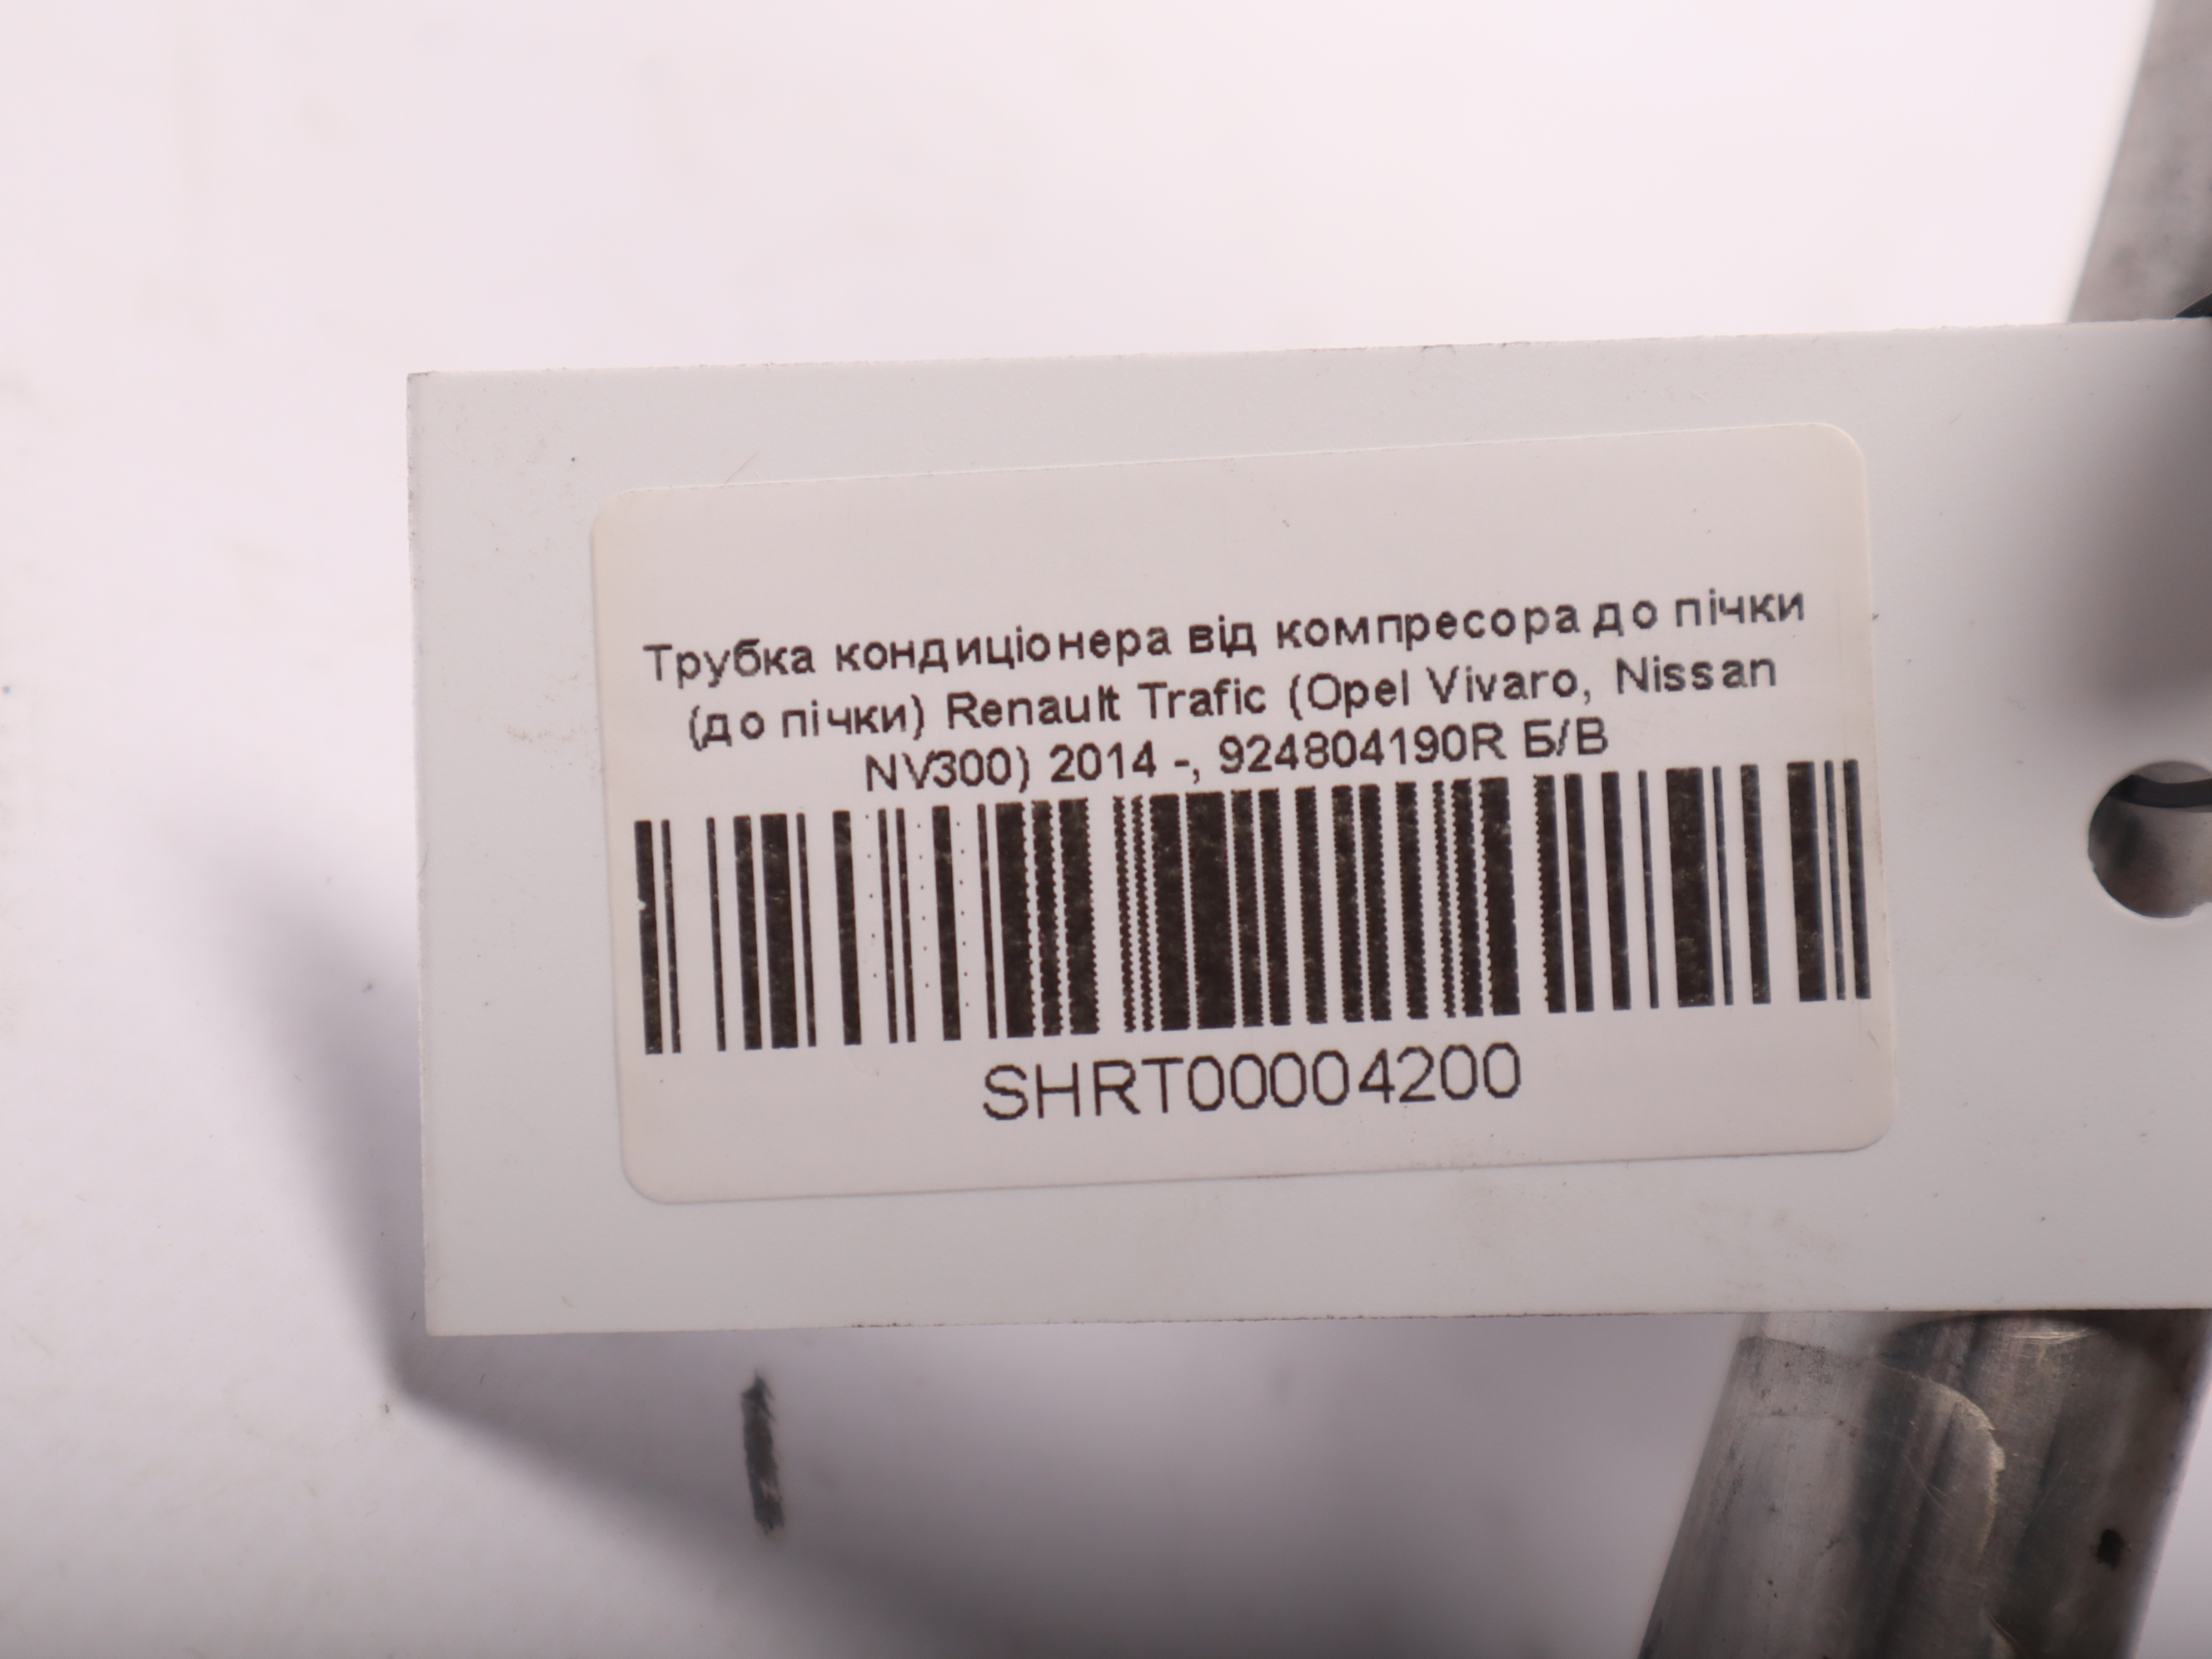 Трубка кондиціонера від компресора до пічки
(до пічки) Renault Trafic (Opel Vivaro, Nissan
NV300) 2014 -, 924804190R Б/В
SHRT00004200